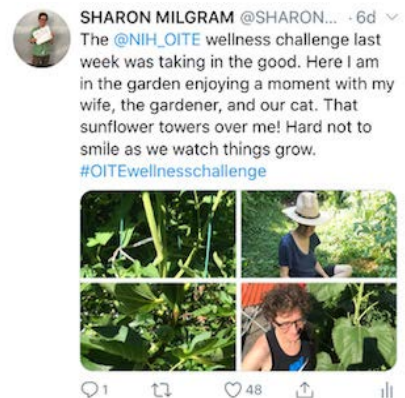 SHARON MILGRAM @SHARON... · 6d
The @NIH_OITE wellness challenge last
week was taking in the good. Here I am
in the garden enjoying a moment with my
wife, the gardener, and our cat. That
sunflower towers over me! Hard not to
smile as we watch things grow.
#OITEwellnesschallenge
1 48